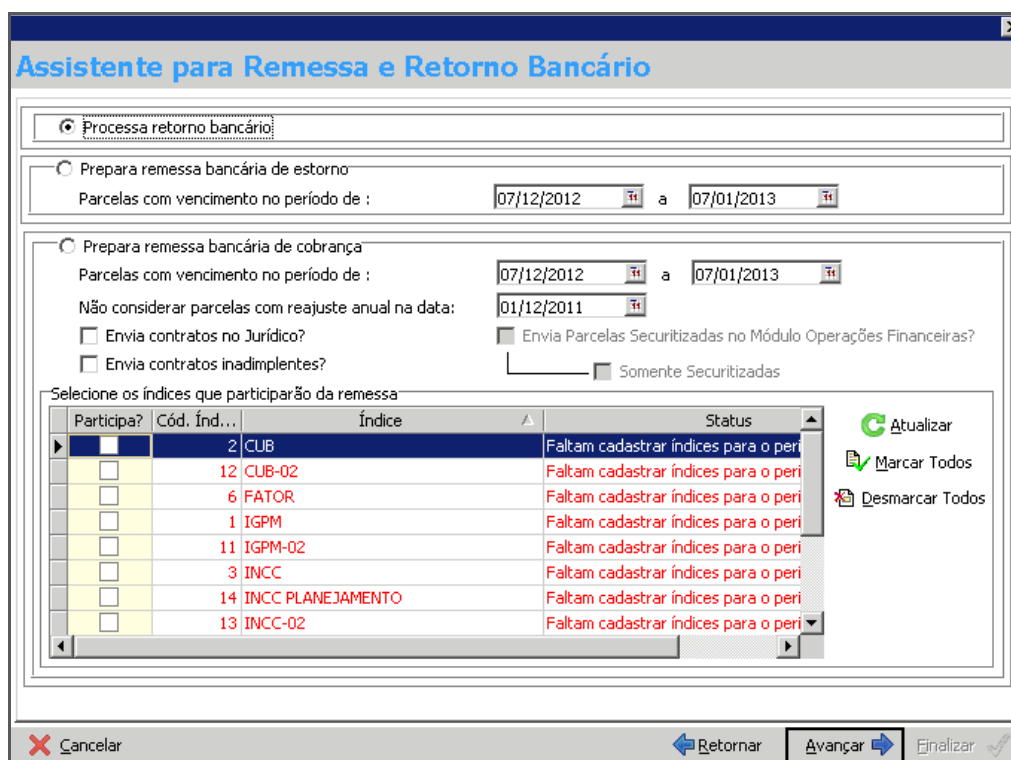 Assistente para Remessa e Retorno Bancário
Processa retorno bancário
Prepara remessa bancária de estorno
Parcelas com vencimento no período de : 07/12/2012 a 07/01/2013
Prepara remessa bancária de cobrança
Parcelas com vencimento no período de : 07/12/2012 a 07/01/2013
Não considerar parcelas com reajuste anual na data: 01/12/2011
Envia contratos no Jurídico? Envia Parcelas Securitizadas no Módulo Operações Financeiras?
Envia contratos inadimplentes? Somente Securitizadas
Selecione os índices que participarão da remessa
Participa? Cód. Índ... Índice Status
2 CUB Faltam cadastrar índices para o peri
12 CUB-02 Faltam cadastrar índices para o peri
6 FATOR Faltam cadastrar índices para o peri
1 IGPM Faltam cadastrar índices para o peri
11 IGPM-02 Faltam cadastrar índices para o peri
3 INCC Faltam cadastrar índices para o peri
14 INCC PLANEJAMENTO Faltam cadastrar índices para o peri
13 INCC-02 Faltam cadastrar índices para o peri
Atualizar
Marcar Todos
Desmarcar Todos
Cancelar Retornar Avançar Finalizar